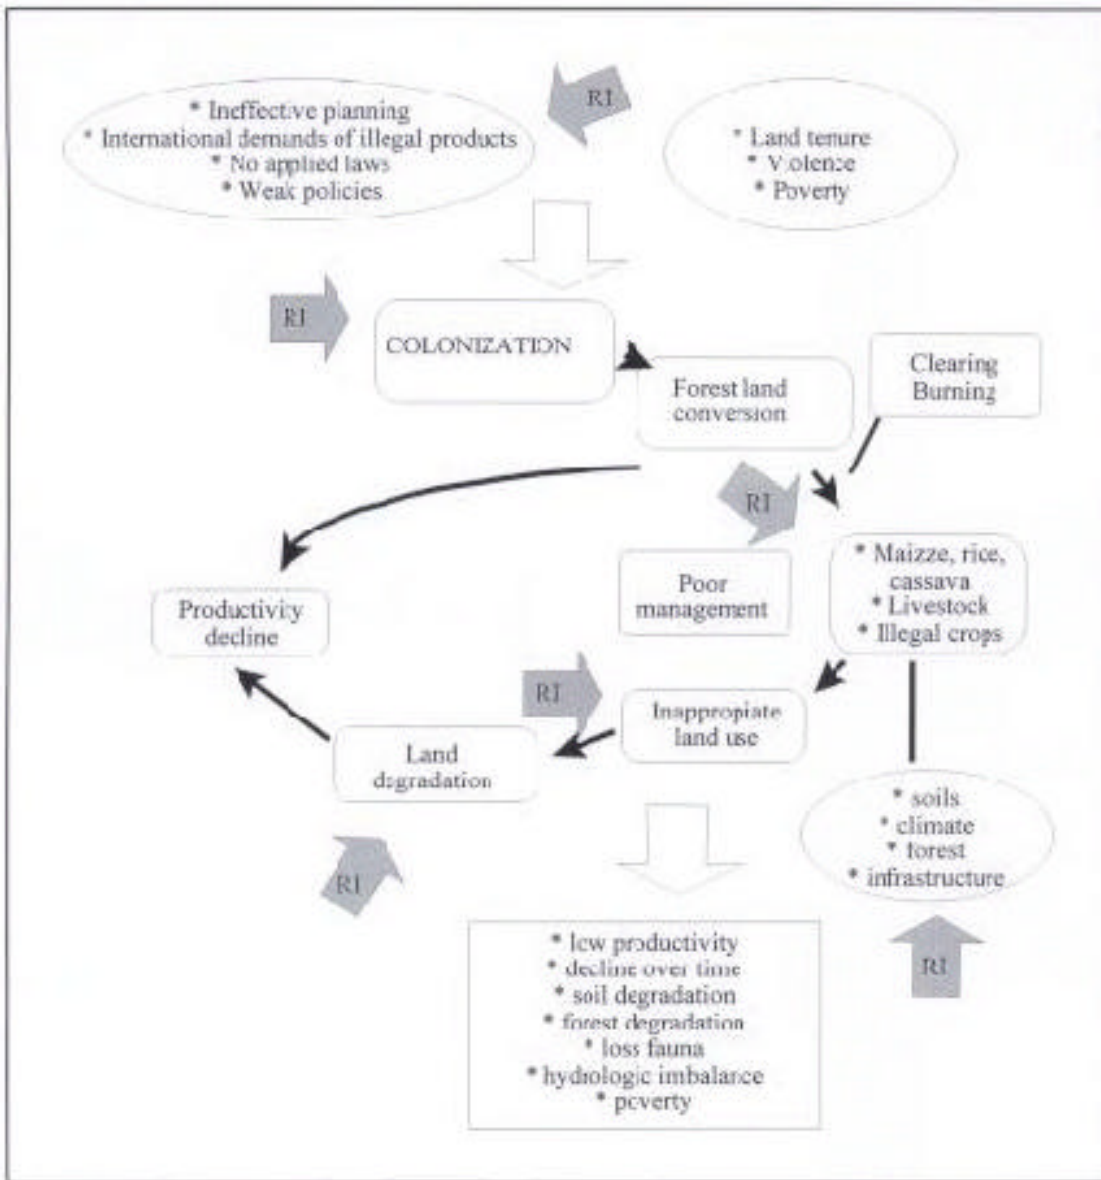 RI
* Ineffective planning
* International demands of illegal products
* No applied laws
* Weak policies
* Land tenure
* Violence
* Poverty
RI
COLONIZATION
Forest land
conversion
Clearing
Burning
RI
* Maizze, rice,
cassava
* Livestock
* Illegal crops
Poor
management
Productivity
decline
RI
Inappropiate
land use
Land
degradation
* soils
* climate
* forest
* infrastructure
RI
RI
* low productivity
* decline over time
* soil degradation
* forest degradation
* loss fauna
* hydrologic imbalance
* poverty